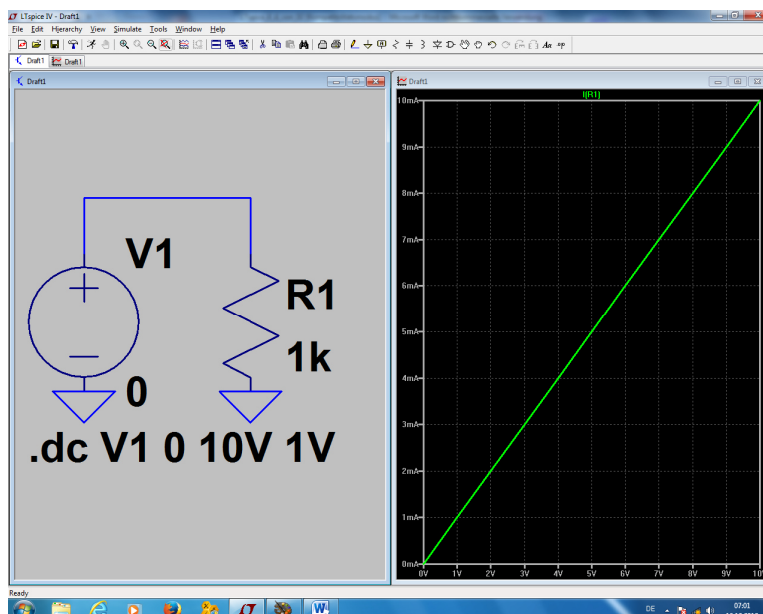 LTspice IV - Draft1
File Edit Hierarchy View Simulate Tools Window Help
Draft1 Draft1
Draft1
V1
R1
1k
0
.dc V1 0 10V 1V
Draft1
I(R1)
10mA
9mA
8mA
7mA
6mA
5mA
4mA
3mA
2mA
1mA
0mA
0V 1V 2V 3V 4V 5V 6V 7V 8V 9V 10
Ready
DE
07:01